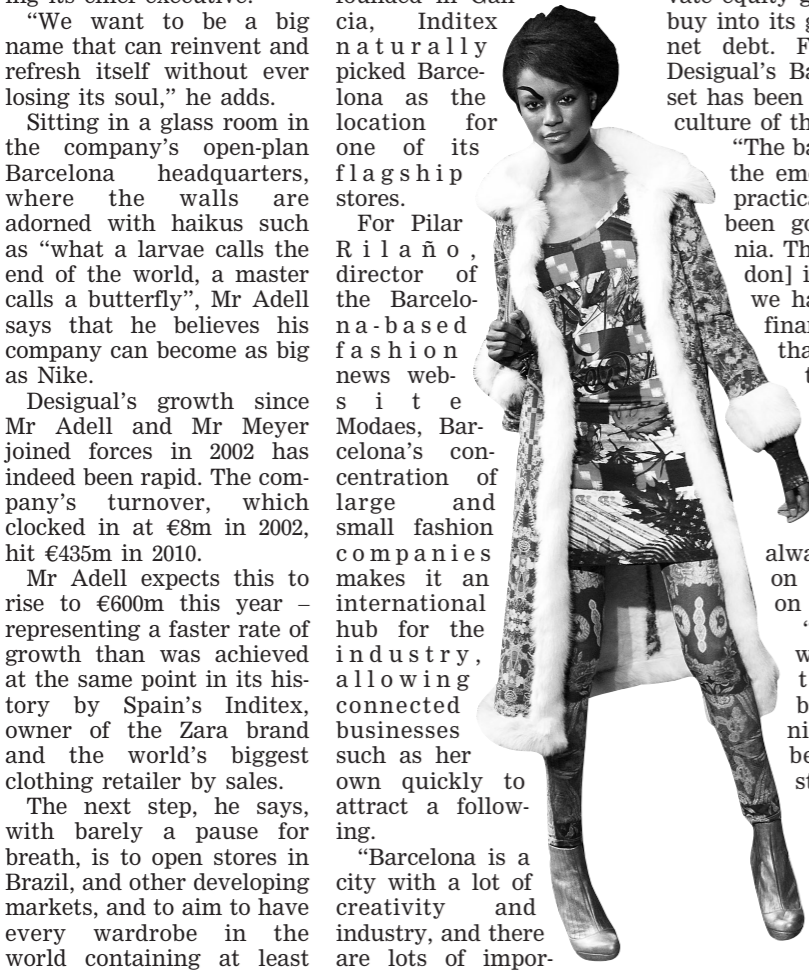 ing its chief executive.
“We want to be a big
name that can reinvent and
refresh itself without ever
losing its soul,” he adds.
Sitting in a glass room in
the company’s open-plan
Barcelona headquarters,
where the walls are
adorned with haikus such
as “what a larvae calls the
end of the world, a master
calls a butterfly”, Mr Adell
says that he believes his
company can become as big
as Nike.
Desigual’s growth since
Mr Adell and Mr Meyer
joined forces in 2002 has
indeed been rapid. The com-
pany’s turnover, which
clocked in at €8m in 2002,
hit €435m in 2010.
Mr Adell expects this to
rise to €600m this year –
representing a faster rate of
growth than was achieved
at the same point in its his-
tory by Spain’s Inditex,
owner of the Zara brand
and the world’s biggest
clothing retailer by sales.
The next step, he says,
with barely a pause for
breath, is to open stores in
Brazil, and other developing
markets, and to aim to have
every wardrobe in the
world containing at least
founded in Gali-
cia, Inditex
naturally
picked Barce-
lona as the
location for
one of its
flagship
stores.
For Pilar
Rilaño,
director of
the Barcelo-
na-based
fashion
news web-
site
Modaes, Bar-
celona’s con-
centration of
large and
small fashion
companies
makes it an
international
hub for the
industry,
allowing
connected
businesses
such as her
own quickly to
attract a follow-
ing.
“Barcelona is a
city with a lot of
creativity and
industry, and there
are lots of impor-
vate equity g
buy into its g
net debt. F
Desigual’s Ba
set has been
culture of th
“The ba
the emo
practica
been go
nia. Th
don] i
we ha
finan
tha
t
alwa
on
on
“
w
t
b
ni
be
st